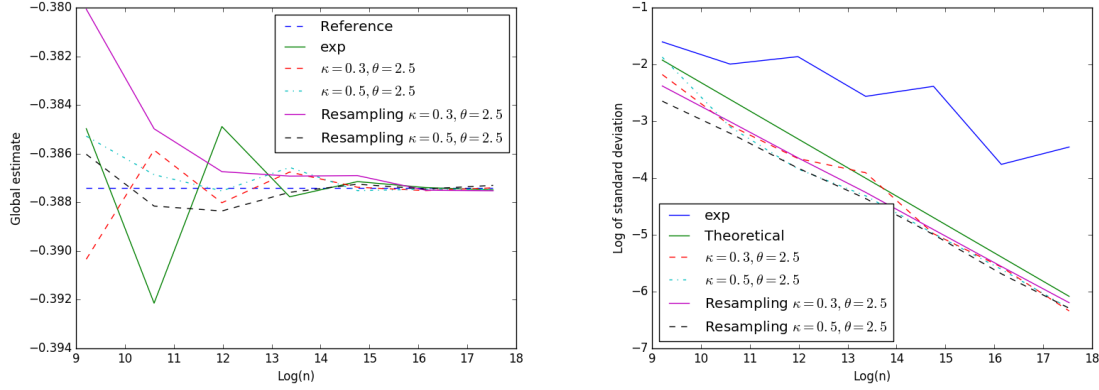 −0.380
−0.382
−0.384
−0.386
−0.388
−0.390
−0.392
−0.394
Global estimate
9 10 11 12 13 14 15 16 17 18
Log(n)
Reference
exp
κ = 0.3, θ = 2.5
κ = 0.5, θ = 2.5
Resampling κ = 0.3, θ = 2.5
Resampling κ = 0.5, θ = 2.5
−1
−2
−3
−4
−5
−6
−7
Log of standard deviation
9 10 11 12 13 14 15 16 17 18
Log(n)
exp
Theoretical
κ = 0.3, θ = 2.5
κ = 0.5, θ = 2.5
Resampling κ = 0.3, θ = 2.5
Resampling κ = 0.5, θ = 2.5